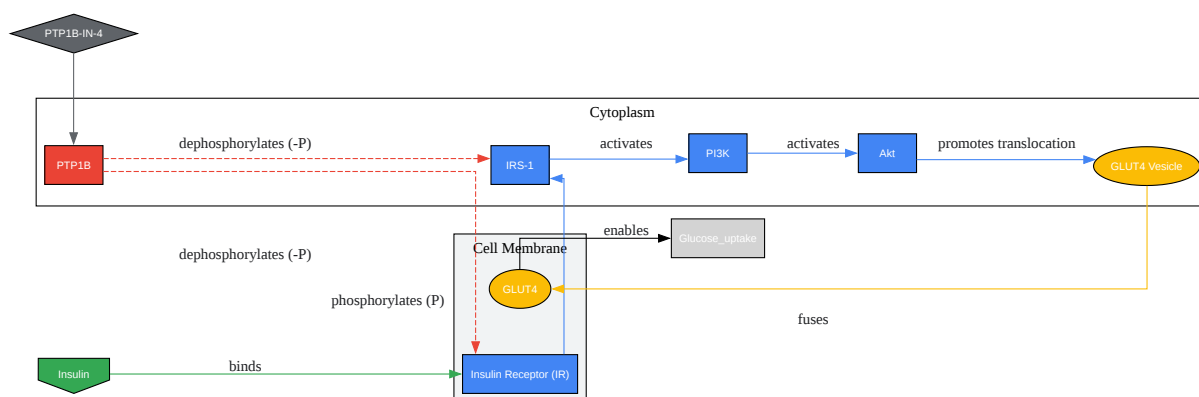 PTP1B-IN-4
Cytoplasm
dephosphorylates (-P)
activates
activates
promotes translocation
PTP1B
IRS-1
PI3K
Akt
GLUT4 Vesicle
enables
Glucose_uptake
Cell Membrane
dephosphorylates (-P)
GLUT4
phosphorylates (P)
fuses
binds
Insulin
Insulin Receptor (IR)